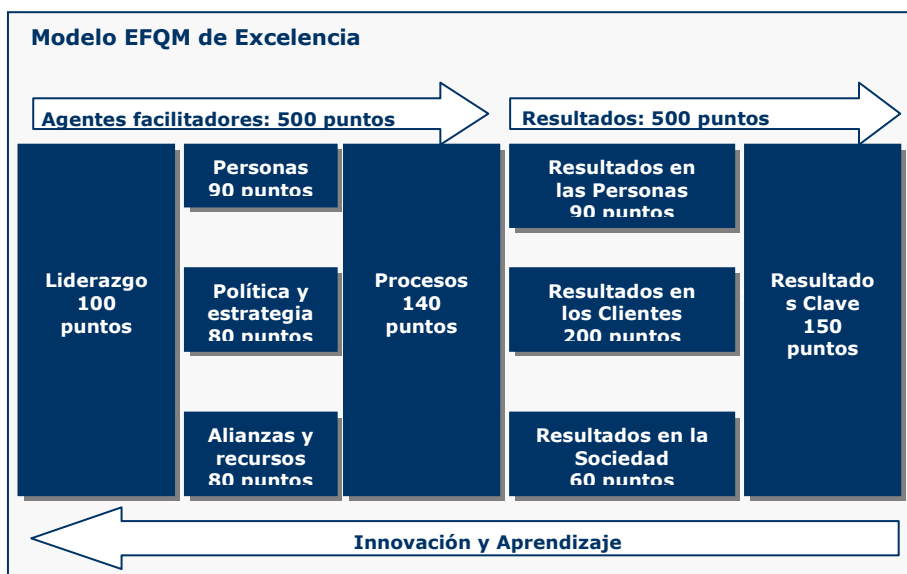 Modelo EFQM de Excelencia
Agentes facilitadores: 500 puntos
Resultados: 500 puntos
Liderazgo
100
puntos
Personas
90 puntos
Política y
estrategia
80 puntos
Alianzas y
recursos
80 puntos
Procesos
140
puntos
Resultados en
las Personas
90 puntos
Resultados en
los Clientes
200 puntos
Resultados en la
Sociedad
60 puntos
Resultado
s Clave
150
puntos
Innovación y Aprendizaje